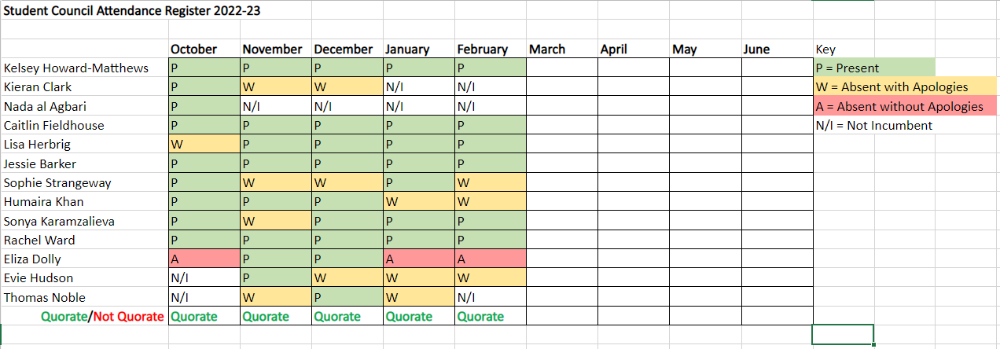 Student Council Attendance Register 2022-23
October November December January February March April May June Key
Kelsey Howard-Matthews P P P P P P = Present
Kieran Clark P W W N/I N/I W = Absent with Apologies
Nada al Agbari P N/I N/I N/I N/I A = Absent without Apologies
Caitlin Fieldhouse P P P P P N/I = Not Incumbent
Lisa Herbrig W P P P P
Jessie Barker P P P P P
Sophie Strangeway P W W P W
Humaira Khan P P P W W
Sonya Karamzalieva P W P P P
Rachel Ward P P P P P
Eliza Dolly A P P A A
Evie Hudson N/I P W W W
Thomas Noble N/I W P W N/I
Quorate/Not Quorate Quorate Quorate Quorate Quorate Quorate